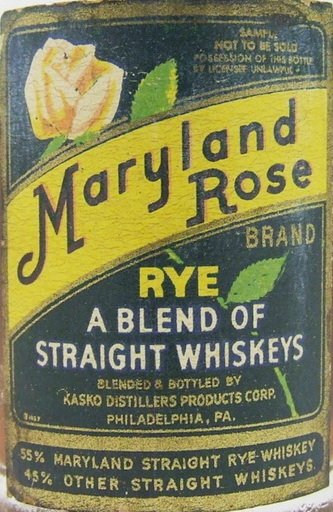 SAMPLE
NOT TO BE SOLD
POSSESSION OF THIS BOTTLE
BY LICENSEE UNLAWFUL
Maryland
Rose
BRAND
RYE
A BLEND OF
STRAIGHT WHISKEYS
BLENDED & BOTTLED BY
KASKO DISTILLERS PRODUCTS CORP.
PHILADELPHIA, PA.
55% MARYLAND STRAIGHT RYE WHISKEY
45% OTHER STRAIGHT WHISKEYS